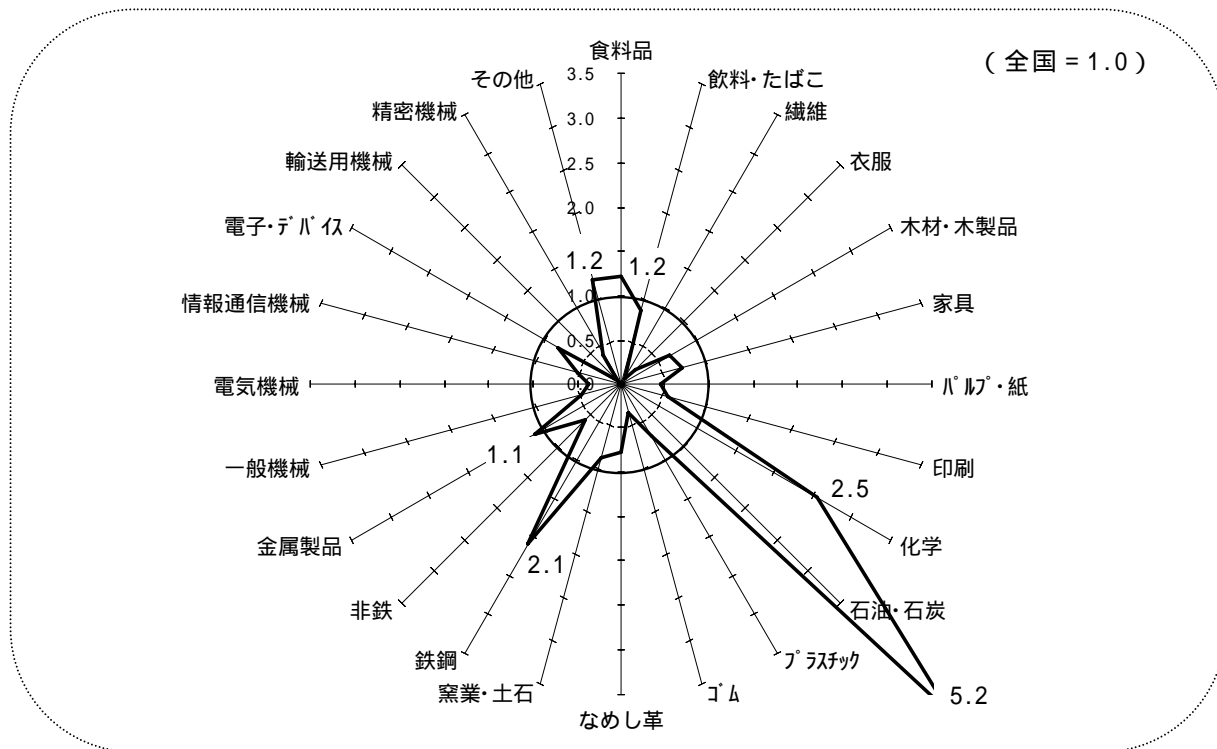 食料品
(全国=1.0)
その他
3.5
飲料・たばこ
精密機械
3.0
繊維
輸送用機械
2.5
衣服
2.0
電子・ﾃﾞﾊﾞｲｽ
木材・木製品
1.2
1.2
情報通信機械
1.0
家具
0.5
電気機械
0.0
ﾊﾟﾙﾌﾟ・紙
一般機械
1.1
印刷
2.5
金属製品
化学
2.1
非鉄
石油・石炭
鉄鋼
ﾌﾟﾗｽﾁｯｸ
窯業・土石
ｺﾞﾑ
5.2
なめし革